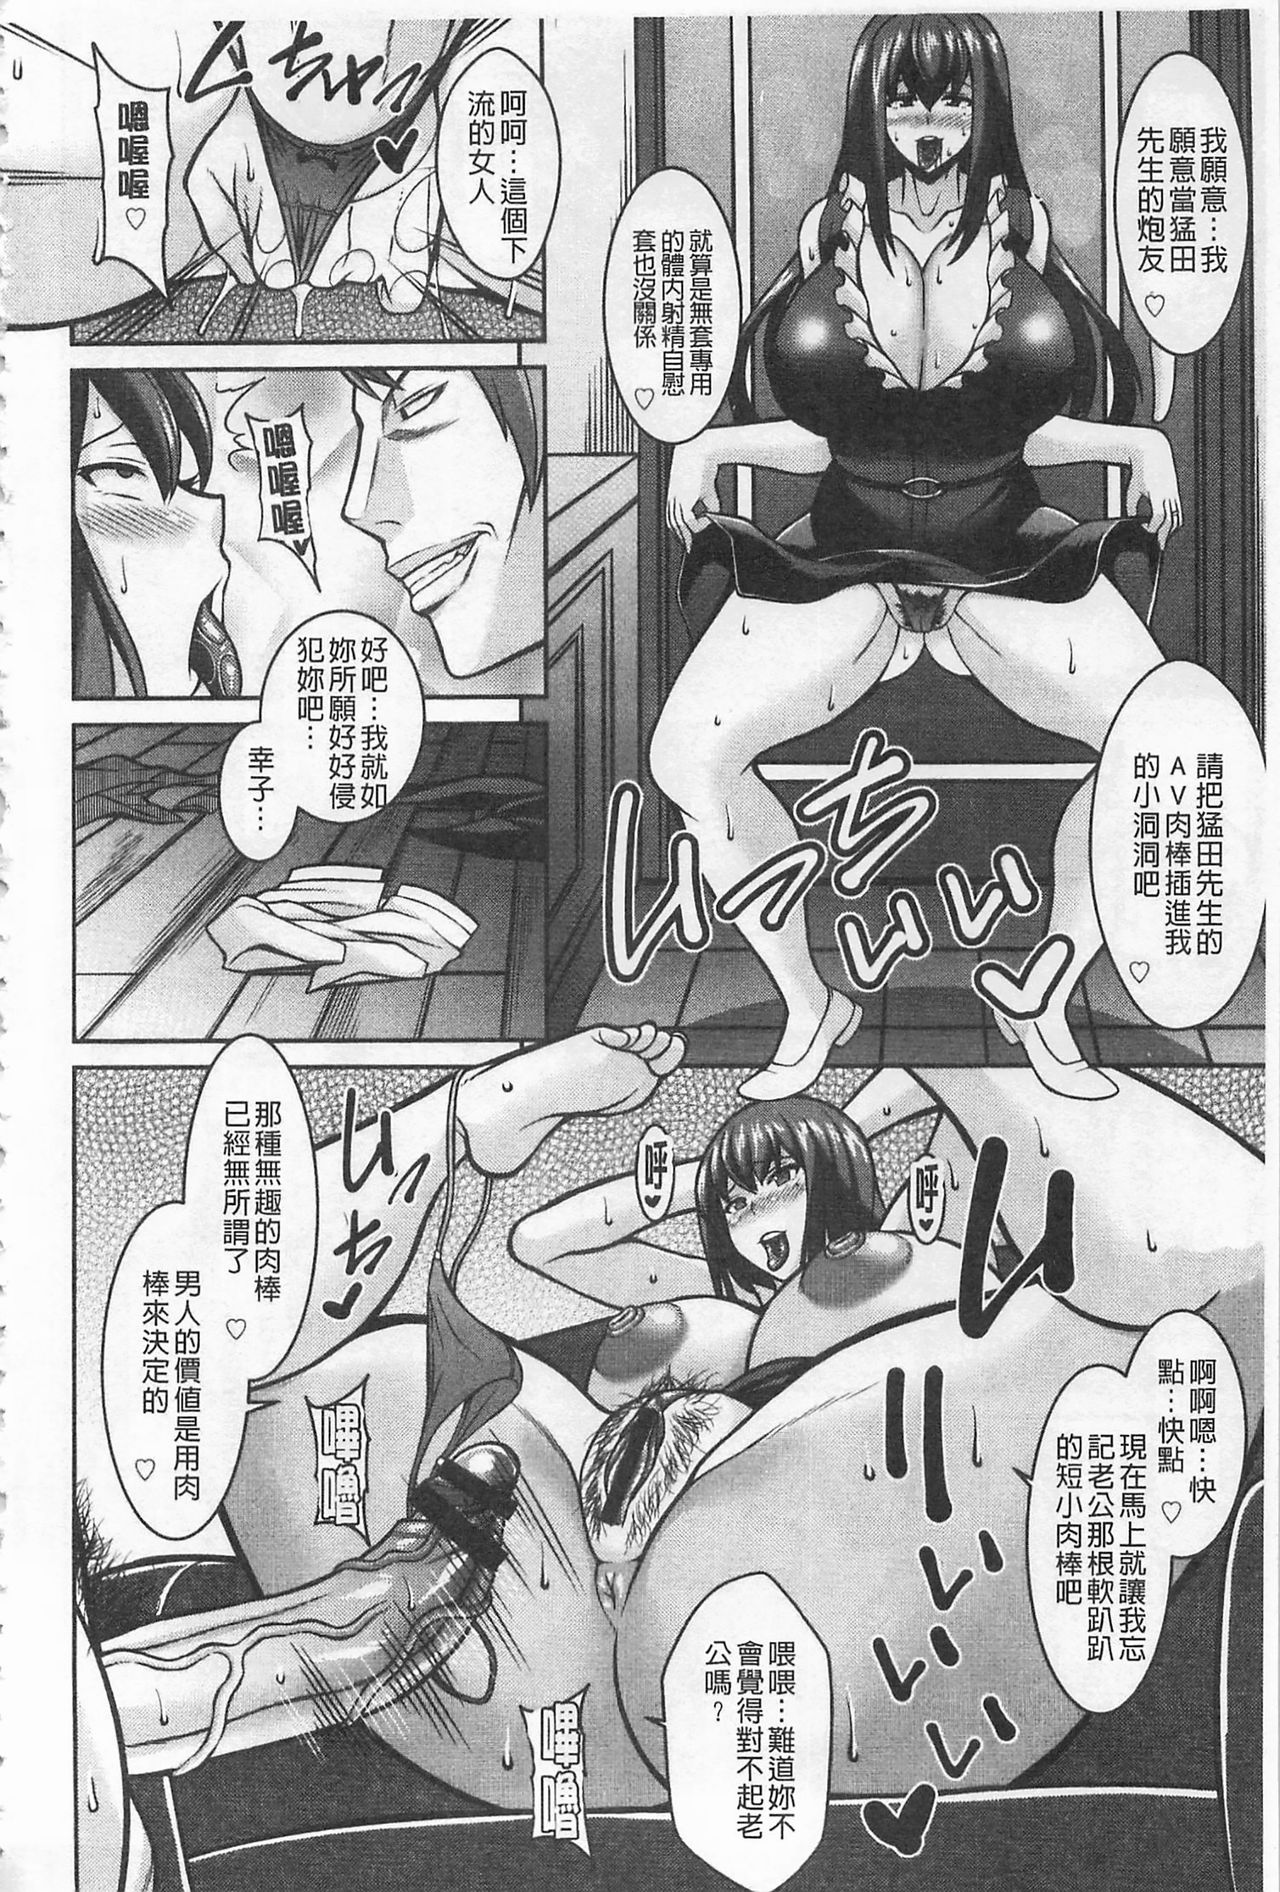 我願意…我
願意當猛田
先生的炮友
♡
就算是無套專用
的體內射精自慰
套也沒關係
♡
請把猛田先生的
ＡＶ肉棒插進我
的小洞洞吧
♡
いっちぃぃ♡
呵呵…這個下
流的女人
くちゃっ♥
嗯喔喔♡
嗯喔喔♥
好吧…我就如
妳所願好好侵
犯妳吧…
幸子…
啊啊嗯…快
點…快點
♡
現在馬上就讓我忘
記老公那根軟趴趴
的短小肉棒吧
呼♥
呼♥
喂喂…難道妳不
會覺得對不起老
公嗎？
那種無趣的肉棒
已經無所謂了
♡
男人的價值是用肉
棒來決定的
♡
嗶嚕
嗶嚕